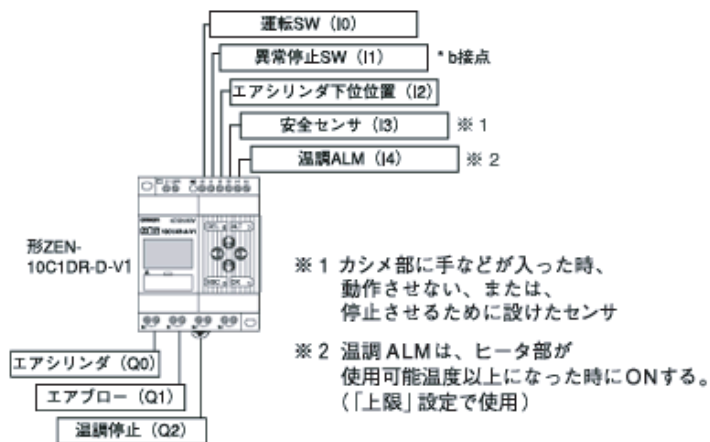 運転SW(I0)
異常停止SW(I1) *b接点
エアシリンダ下位位置(I2)
安全センサ(I3) ※1
温調ALM(I4) ※2
形ZEN-
10C1DR-D-V1
※1 カシメ部に手などが入った時、
動作させない、または、
停止させるために設けたセンサ
※2 温調ALMは、ヒータ部が
使用可能温度以上になった時にONする。
(「上限」設定で使用)
エアシリンダ(Q0)
エアブロー(Q1)
温調停止(Q2)